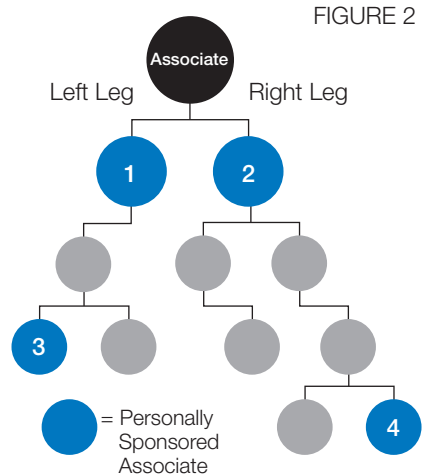 FIGURE 2
Associate
Left Leg
Right Leg
1
2
3
4
= Personally
Sponsored
Associate